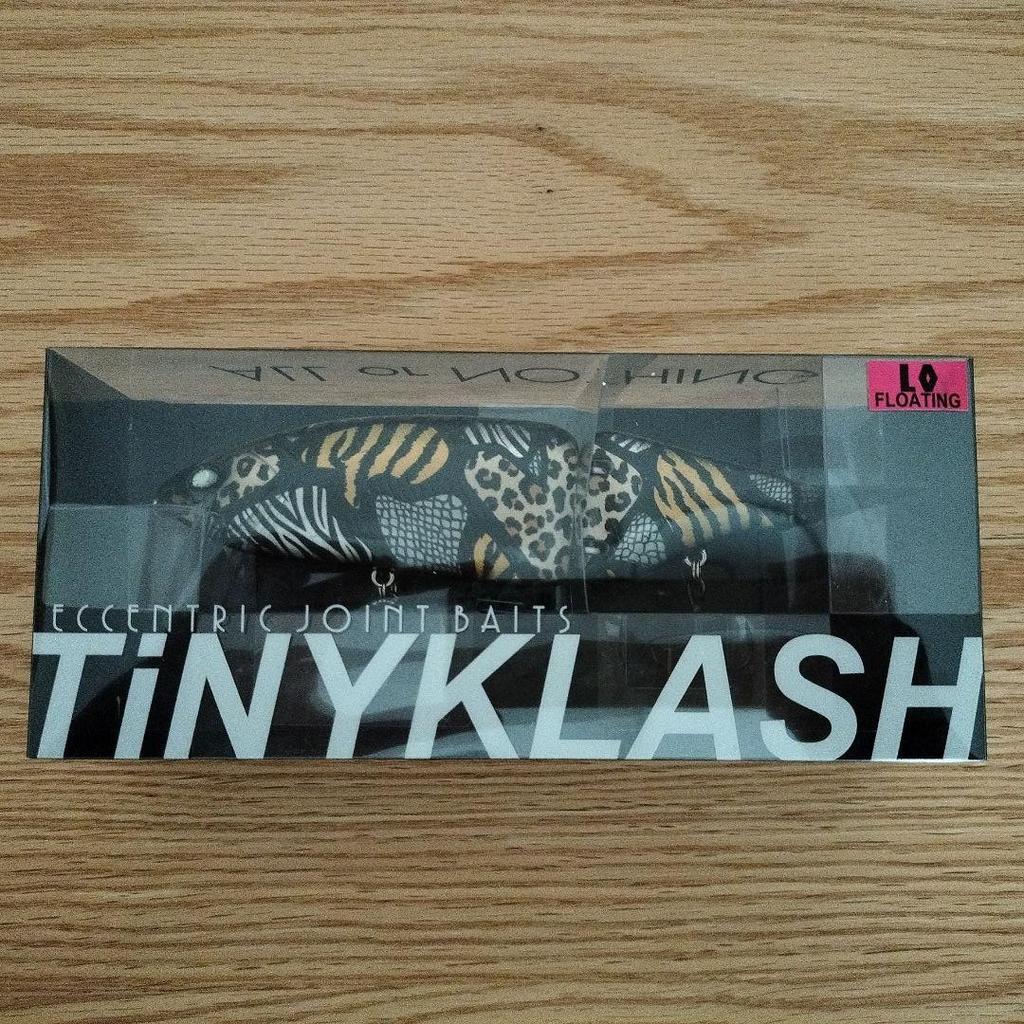 ALL or NOTHING
LO
FLOATING
ECCENTRIC JOINT BAITS
TiNYKLASH